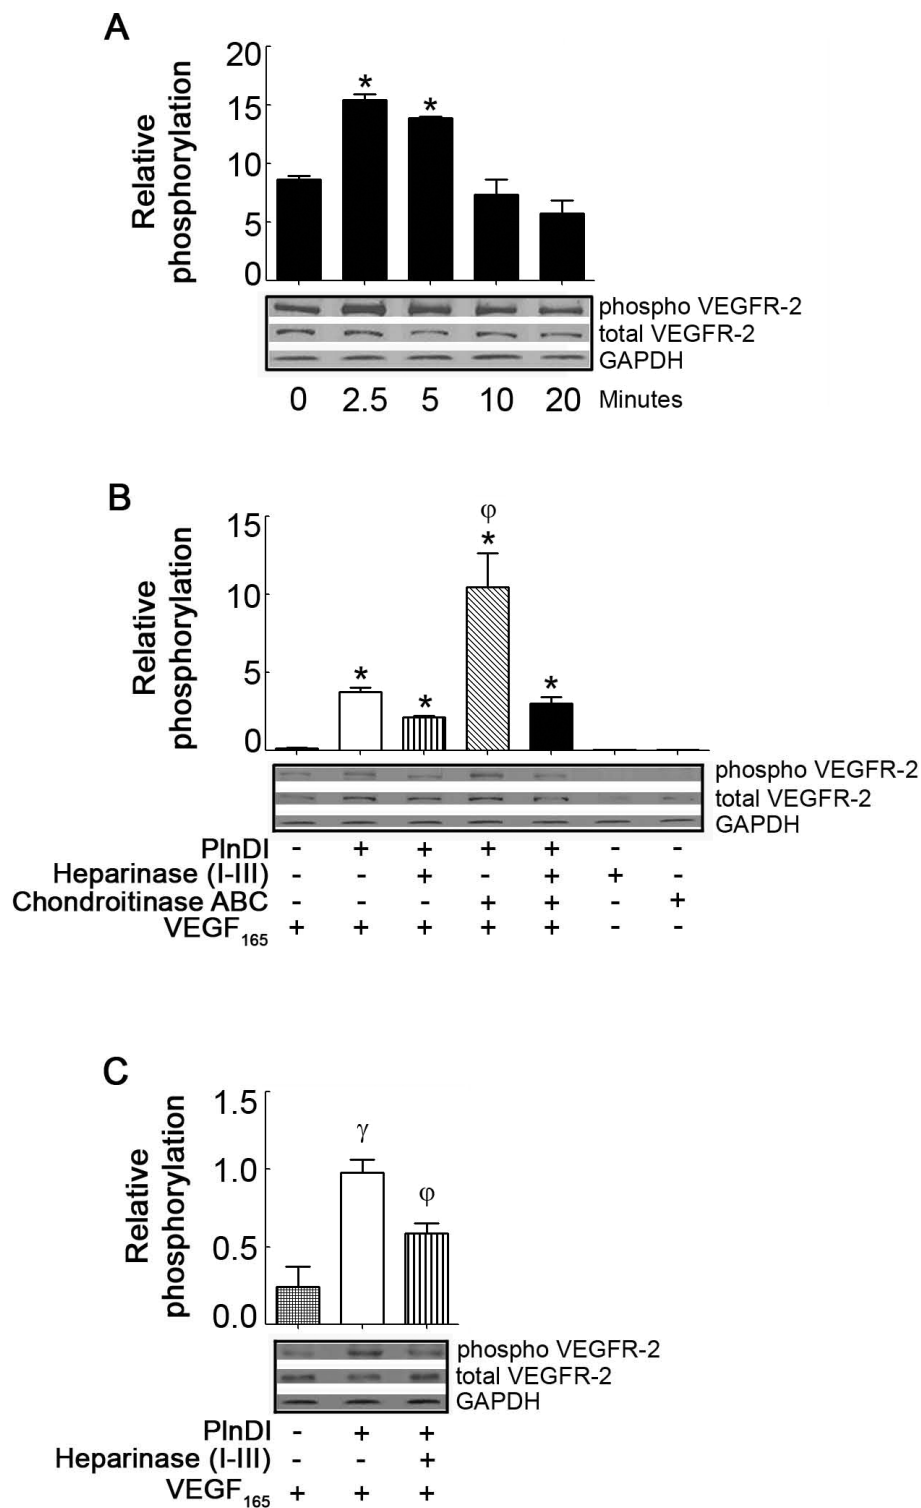 A
Relative
phosphorylation
20
*
*
15
10
5
0
phospho VEGFR-2
total VEGFR-2
GAPDH
0 2.5 5 10 20 Minutes
B
Relative
phosphorylation
φ
15
*
10
*
*
*
5
0
phospho VEGFR-2
total VEGFR-2
GAPDH
PlnDI - + + + + - -
Heparinase (I-III) - - + - + + -
Chondroitinase ABC - - - + + - +
VEGF165 + + + + + - -
C
Relative
phosphorylation
1.5
γ
φ
1.0
0.5
0.0
phospho VEGFR-2
total VEGFR-2
GAPDH
PlnDI - + +
Heparinase (I-III) - - +
VEGF165 + + +